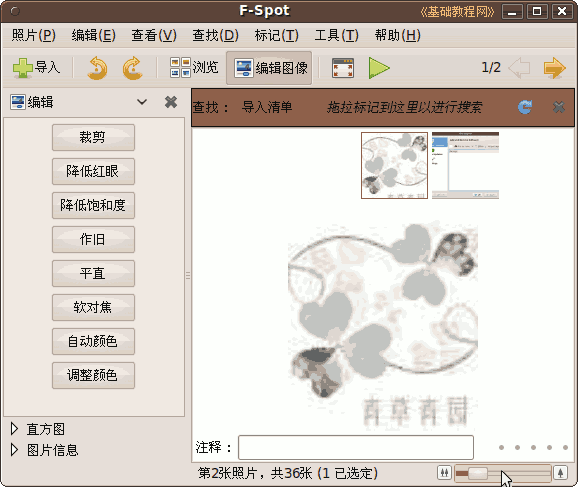 F-Spot
《基础教程网》
照片(P) 编辑(E) 查看(V) 查找(D) 标记(T) 工具(T) 帮助(H)
导入 浏览 编辑图像 1/2
编辑
查找： 导入清单 拖拉标记到这里以进行搜索
裁剪
降低红眼
降低饱和度
作旧
平直
软对焦
自动颜色
调整颜色
青草青园
直方图
图片信息
注释：
第2张照片，共36张 (1 已选定)